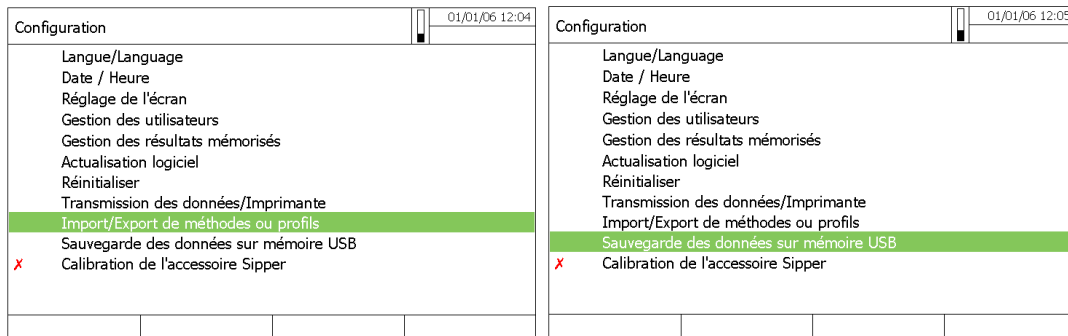 Configuration
01/01/06 12:04
Langue/Language
Date / Heure
Réglage de l'écran
Gestion des utilisateurs
Gestion des résultats mémorisés
Actualisation logiciel
Réinitialiser
Transmission des données/Imprimante
Import/Export de méthodes ou profils
Sauvegarde des données sur mémoire USB
✗ Calibration de l'accessoire Sipper
Configuration
01/01/06 12:05
Langue/Language
Date / Heure
Réglage de l'écran
Gestion des utilisateurs
Gestion des résultats mémorisés
Actualisation logiciel
Réinitialiser
Transmission des données/Imprimante
Import/Export de méthodes ou profils
Sauvegarde des données sur mémoire USB
✗ Calibration de l'accessoire Sipper